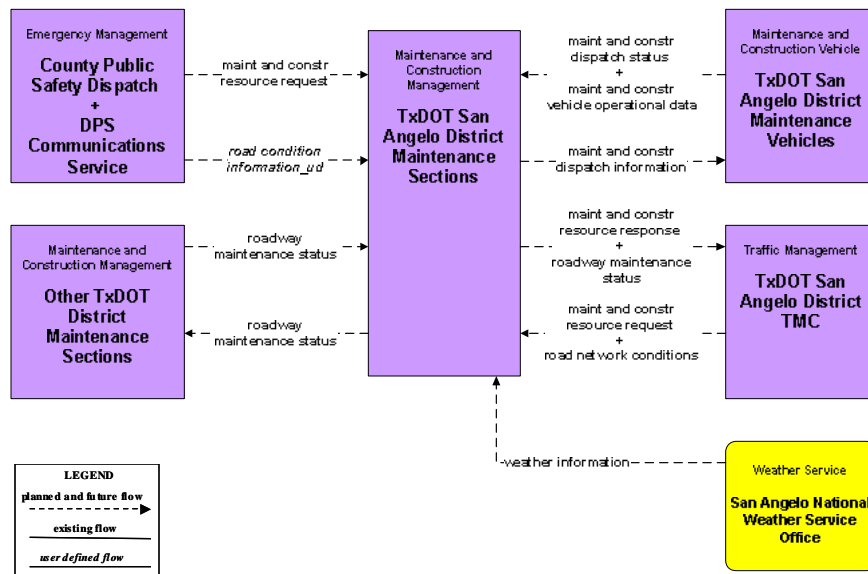 Emergency Management
County Public
Safety Dispatch
+
DPS
Communications
Service
maint and constr
resource request
road condition
information_ud
Maintenance and
Construction
Management
TxDOT San
Angelo District
Maintenance
Sections
maint and constr
dispatch status
+
maint and constr
vehicle operational data
maint and constr
dispatch information
Maintenance and
Construction Vehicle
TxDOT San
Angelo District
Maintenance
Vehicles
Maintenance and
Construction Management
Other TxDOT
District
Maintenance
Sections
roadway
maintenance status
roadway
maintenance status
maint and constr
resource response
+
roadway maintenance
status
maint and constr
resource request
+
road network conditions
Traffic Management
TxDOT San
Angelo District
TMC
weather information
Weather Service
San Angelo National
Weather Service
Office
LEGEND
planned and future flow
existing flow
user defined flow